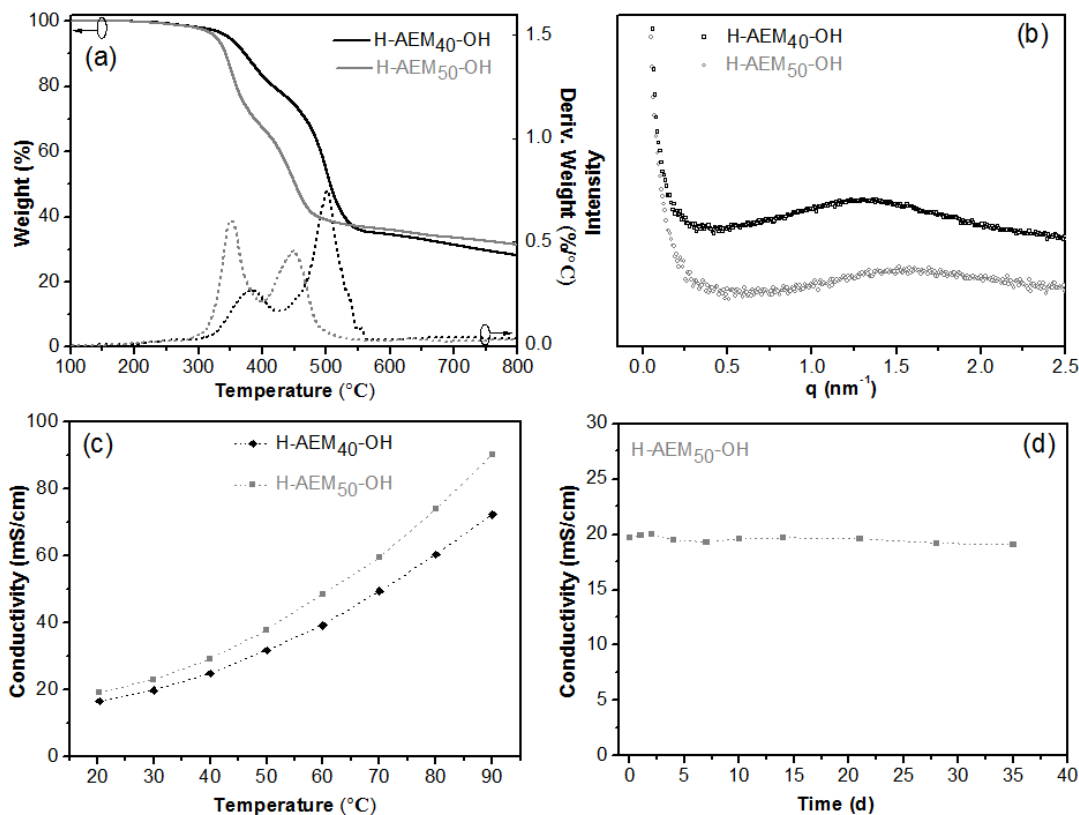 (a)
H-AEM40-OH
H-AEM50-OH
100
80
60
40
20
0
Weight (%)
1.5
1.0
0.5
0.0
Deriv. Weight (%/°C)
100 200 300 400 500 600 700 800
Temperature (°C)
(b)
H-AEM40-OH
H-AEM50-OH
Intensity
0.0 0.5 1.0 1.5 2.0 2.5
q (nm-1)
(c)
H-AEM40-OH
H-AEM50-OH
100
80
60
40
20
0
Conductivity (mS/cm)
20 30 40 50 60 70 80 90
Temperature (°C)
H-AEM50-OH
(d)
30
25
20
15
10
5
0
Conductivity (mS/cm)
0 5 10 15 20 25 30 35 40
Time (d)